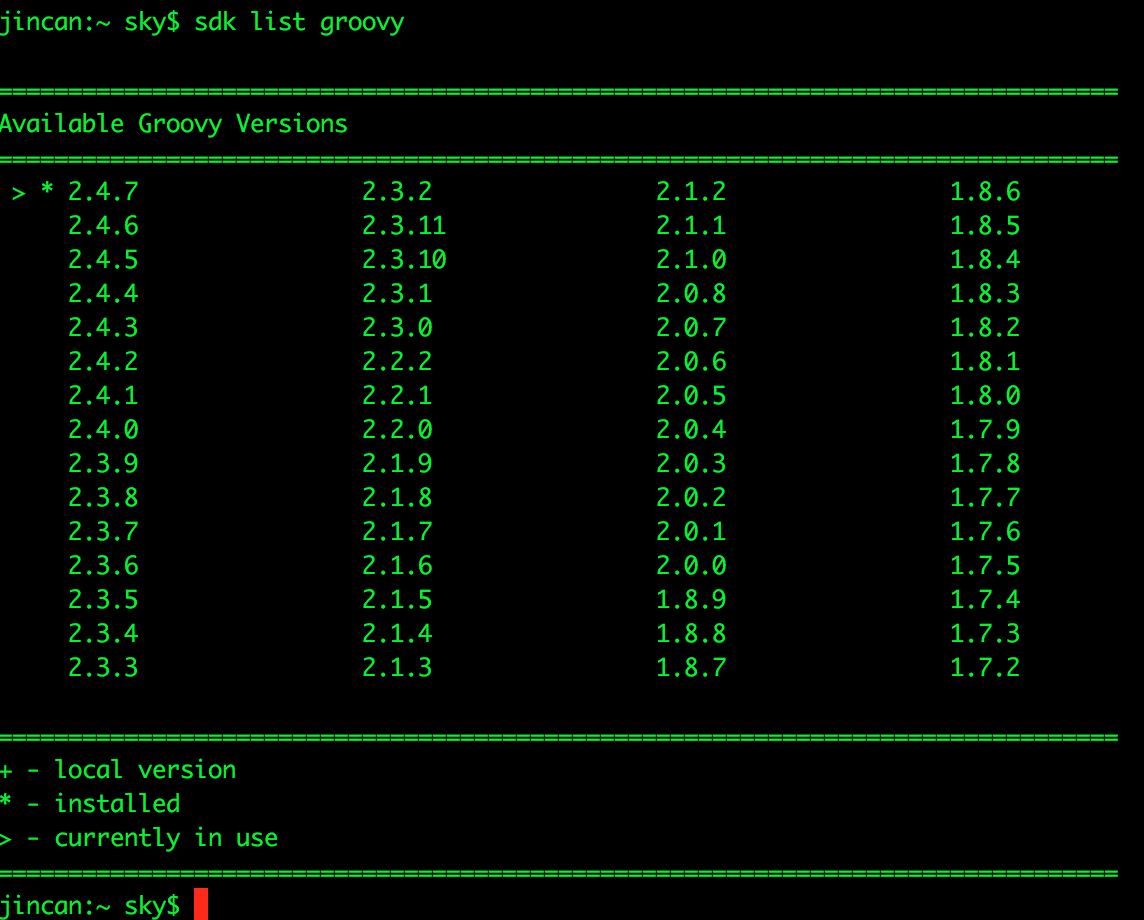 jincan:~ sky$ sdk list groovy
================================================================================
Available Groovy Versions
================================================================================
 > * 2.4.7                2.3.2                2.1.2                1.8.6
     2.4.6                2.3.11               2.1.1                1.8.5
     2.4.5                2.3.10               2.1.0                1.8.4
     2.4.4                2.3.1                2.0.8                1.8.3
     2.4.3                2.3.0                2.0.7                1.8.2
     2.4.2                2.2.2                2.0.6                1.8.1
     2.4.1                2.2.1                2.0.5                1.8.0
     2.4.0                2.2.0                2.0.4                1.7.9
     2.3.9                2.1.9                2.0.3                1.7.8
     2.3.8                2.1.8                2.0.2                1.7.7
     2.3.7                2.1.7                2.0.1                1.7.6
     2.3.6                2.1.6                2.0.0                1.7.5
     2.3.5                2.1.5                1.8.9                1.7.4
     2.3.4                2.1.4                1.8.8                1.7.3
     2.3.3                2.1.3                1.8.7                1.7.2
================================================================================
+ - local version
* - installed
> - currently in use
================================================================================
jincan:~ sky$